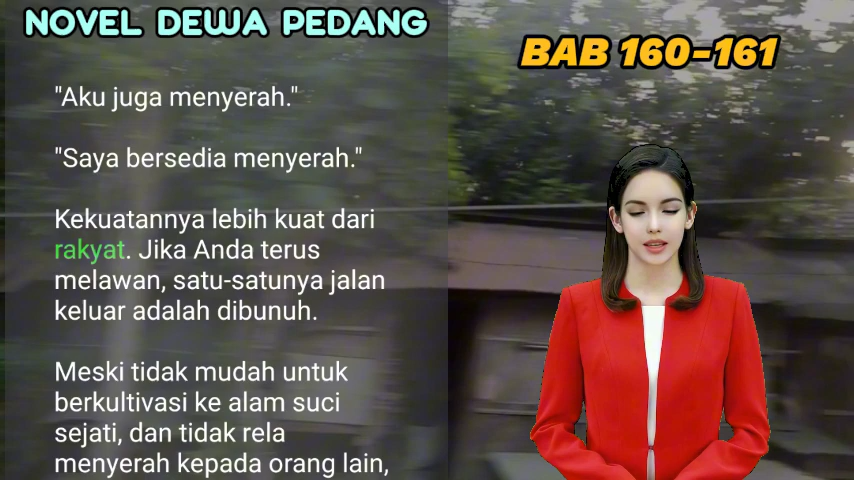 NOVEL DEWA PEDANG
BAB 160-161
"Aku juga menyerah."
"Saya bersedia menyerah."
Kekuatannya lebih kuat dari
rakyat. Jika Anda terus
melawan, satu-satunya jalan
keluar adalah dibunuh.
Meski tidak mudah untuk
berkultivasi ke alam suci
sejati, dan tidak rela
menyerah kepada orang lain,